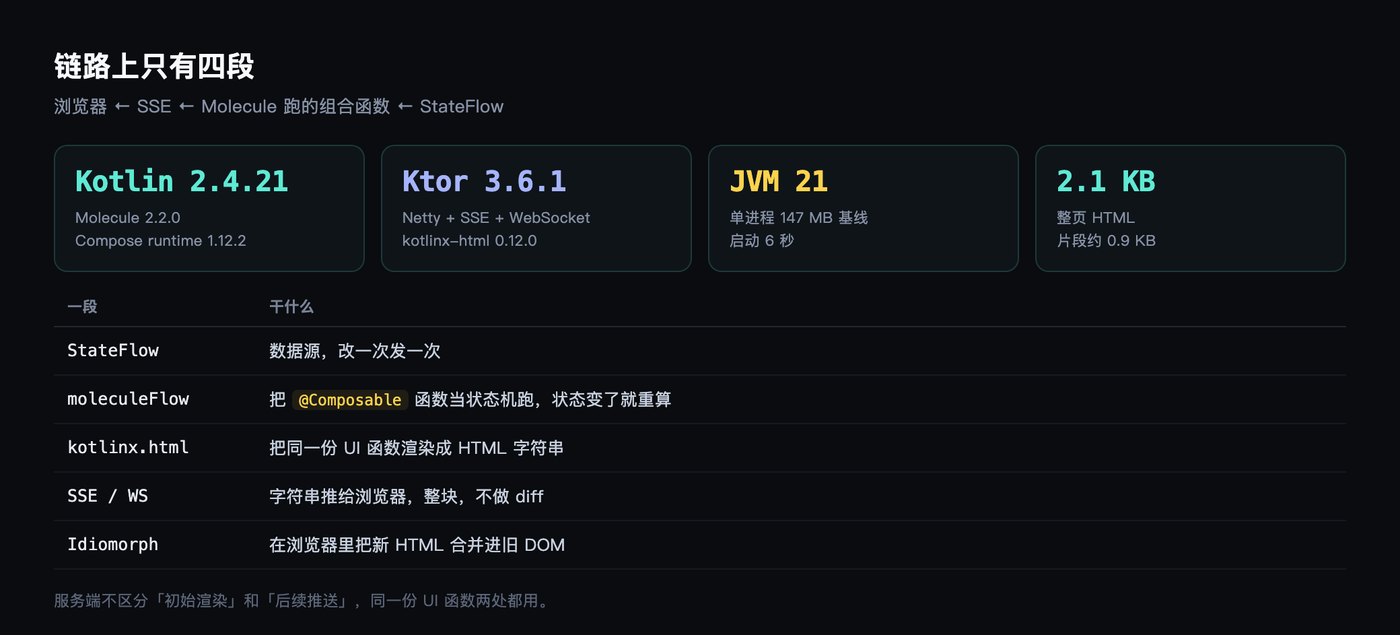 链路上只有四段
浏览器 ← SSE ← Molecule 跑的组合函数 ← StateFlow
Kotlin 2.4.21
Molecule 2.2.0
Compose runtime 1.12.2
Ktor 3.6.1
Netty + SSE + WebSocket
kotlinx-html 0.12.0
JVM 21
单进程 147 MB 基线
启动 6 秒
2.1 KB
整页 HTML
片段约 0.9 KB
一段 干什么
StateFlow 数据源，改一次发一次
moleculeFlow 把 @Composable 函数当状态机跑，状态变了就重算
kotlinx.html 把同一份 UI 函数渲染成 HTML 字符串
SSE / WS 字符串推给浏览器，整块，不做 diff
Idiomorph 在浏览器里把新 HTML 合并进旧 DOM
服务端不区分「初始渲染」和「后续推送」，同一份 UI 函数两处都用。